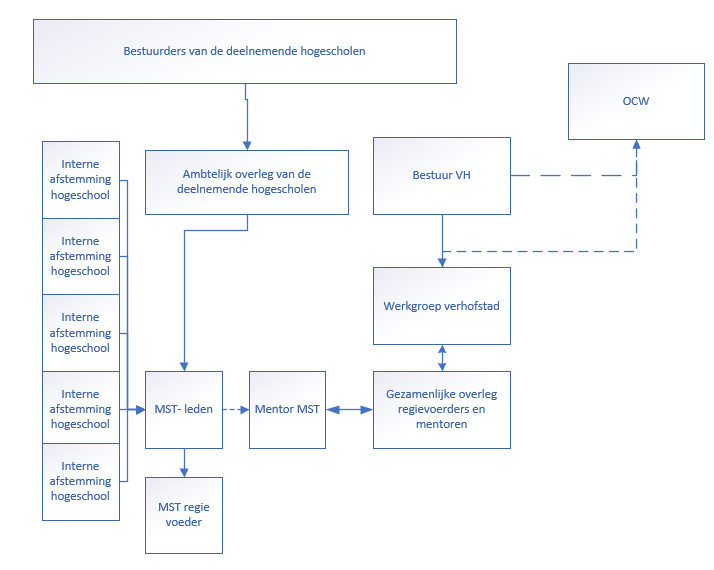 Bestuurders van de deelnemende hogescholen
OCW
Ambtelijk overleg van de
deelnemende hogescholen
Bestuur VH
Interne
afstemming
hogeschool
Interne
afstemming
hogeschool
Interne
afstemming
hogeschool
Interne
afstemming
hogeschool
Interne
afstemming
hogeschool
Werkgroep verhofstad
MST- leden
Mentor MST
Gezamenlijke overleg
regievoerders en
mentoren
MST regie
voeder